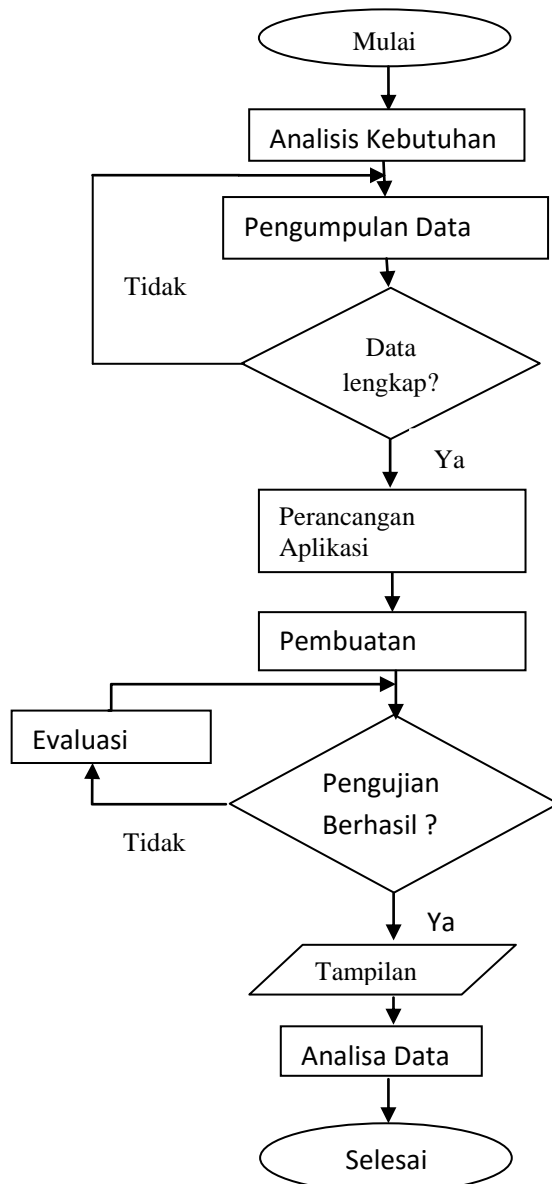 Mulai
Analisis Kebutuhan
Pengumpulan Data
Tidak
Data
lengkap?
Ya
Perancangan
Aplikasi
Pembuatan
Evaluasi
Pengujian
Berhasil ?
Tidak
Ya
Tampilan
Analisa Data
Selesai